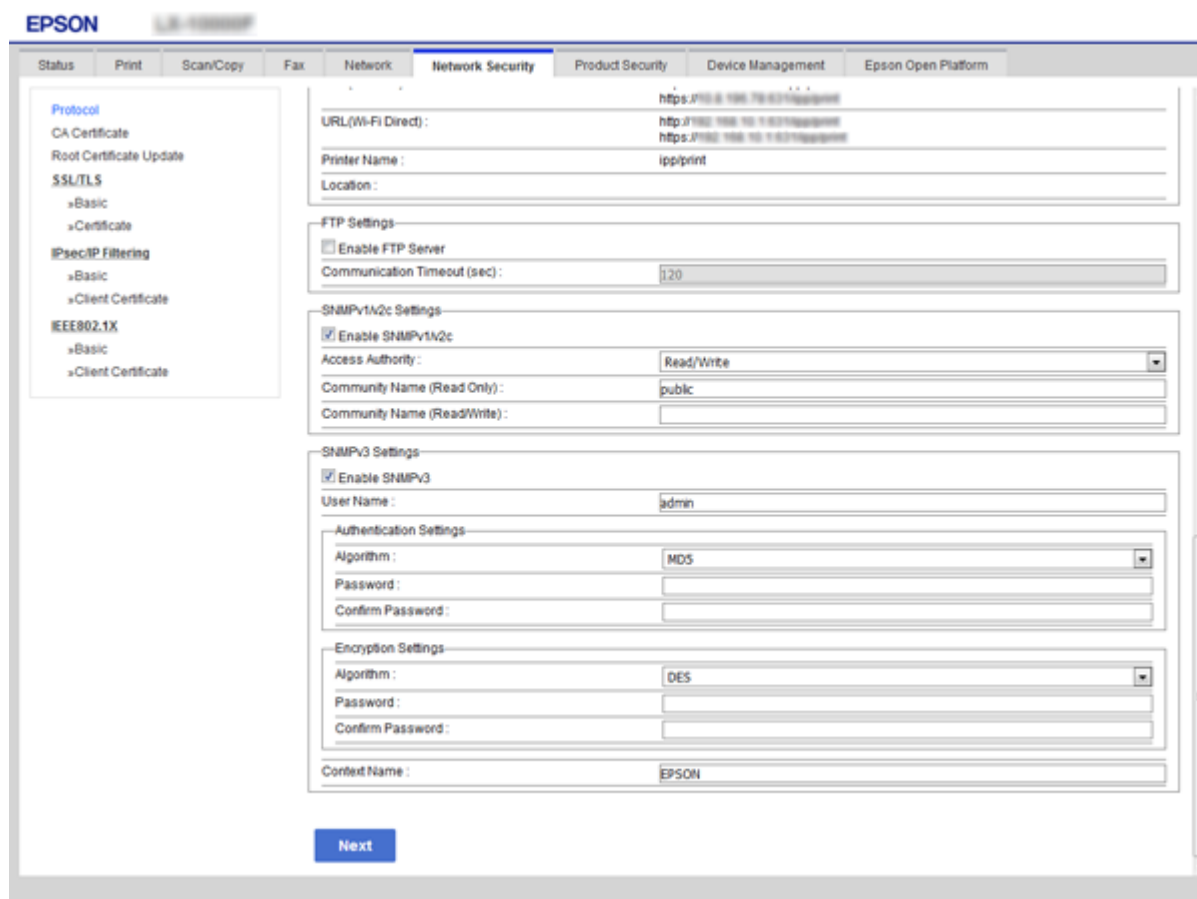 EPSON
Status Print Scan/Copy Fax Network Network Security Product Security Device Management Epson Open Platform
Protocol
CA Certificate
Root Certificate Update
SSL/TLS
»Basic
»Certificate
IPsec/IP Filtering
»Basic
»Client Certificate
IEEE802.1X
»Basic
»Client Certificate
https://
URL(Wi-Fi Direct) : http://
https://
Printer Name : ipp/print
Location :
FTP Settings
Enable FTP Server
Communication Timeout (sec) : 120
SNMPv1/v2c Settings
Enable SNMPv1/v2c
Access Authority : Read/Write
Community Name (Read Only) : public
Community Name (Read/Write) :
SNMPv3 Settings
Enable SNMPv3
User Name : admin
Authentication Settings
Algorithm : MD5
Password :
Confirm Password :
Encryption Settings
Algorithm : DES
Password :
Confirm Password :
Context Name : EPSON
Next